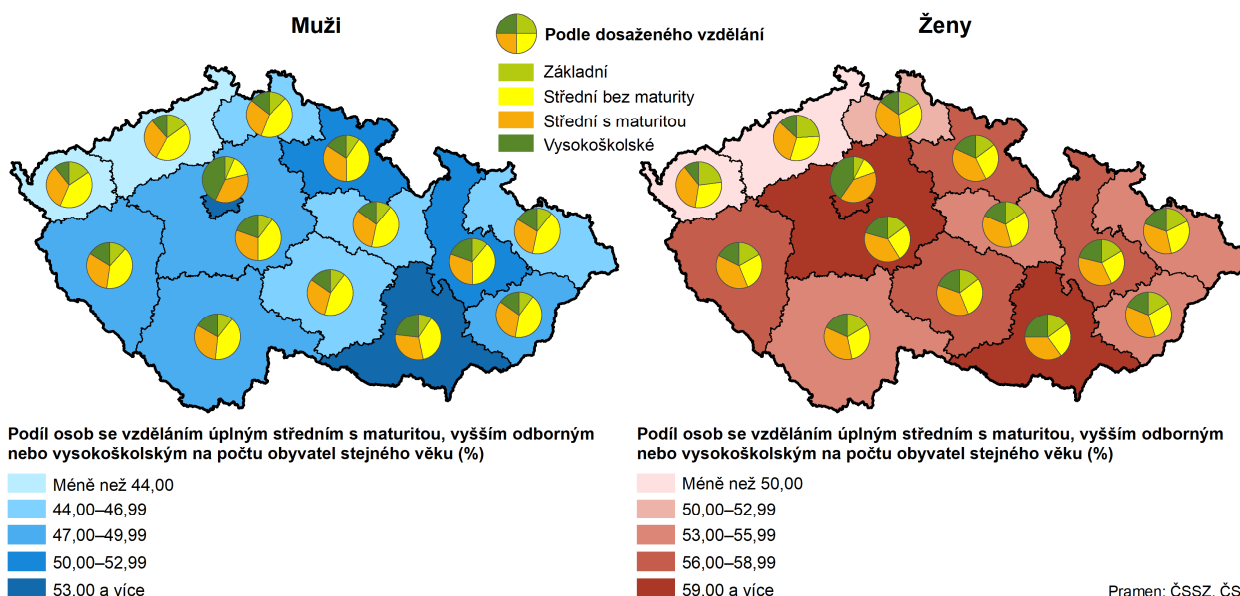 Muži
Podle dosaženého vzdělání
Základní
Střední bez maturity
Střední s maturitou
Vysokoškolské
Ženy
Podíl osob se vzděláním úplným středním s maturitou, vyšším odborným
nebo vysokoškolským na počtu obyvatel stejného věku (%)
Méně než 44,00
44,00–46,99
47,00–49,99
50,00–52,99
53,00 a více
Podíl osob se vzděláním úplným středním s maturitou, vyšším odborným
nebo vysokoškolským na počtu obyvatel stejného věku (%)
Méně než 50,00
50,00–52,99
53,00–55,99
56,00–58,99
59,00 a více
Pramen: ČSSZ, ČS